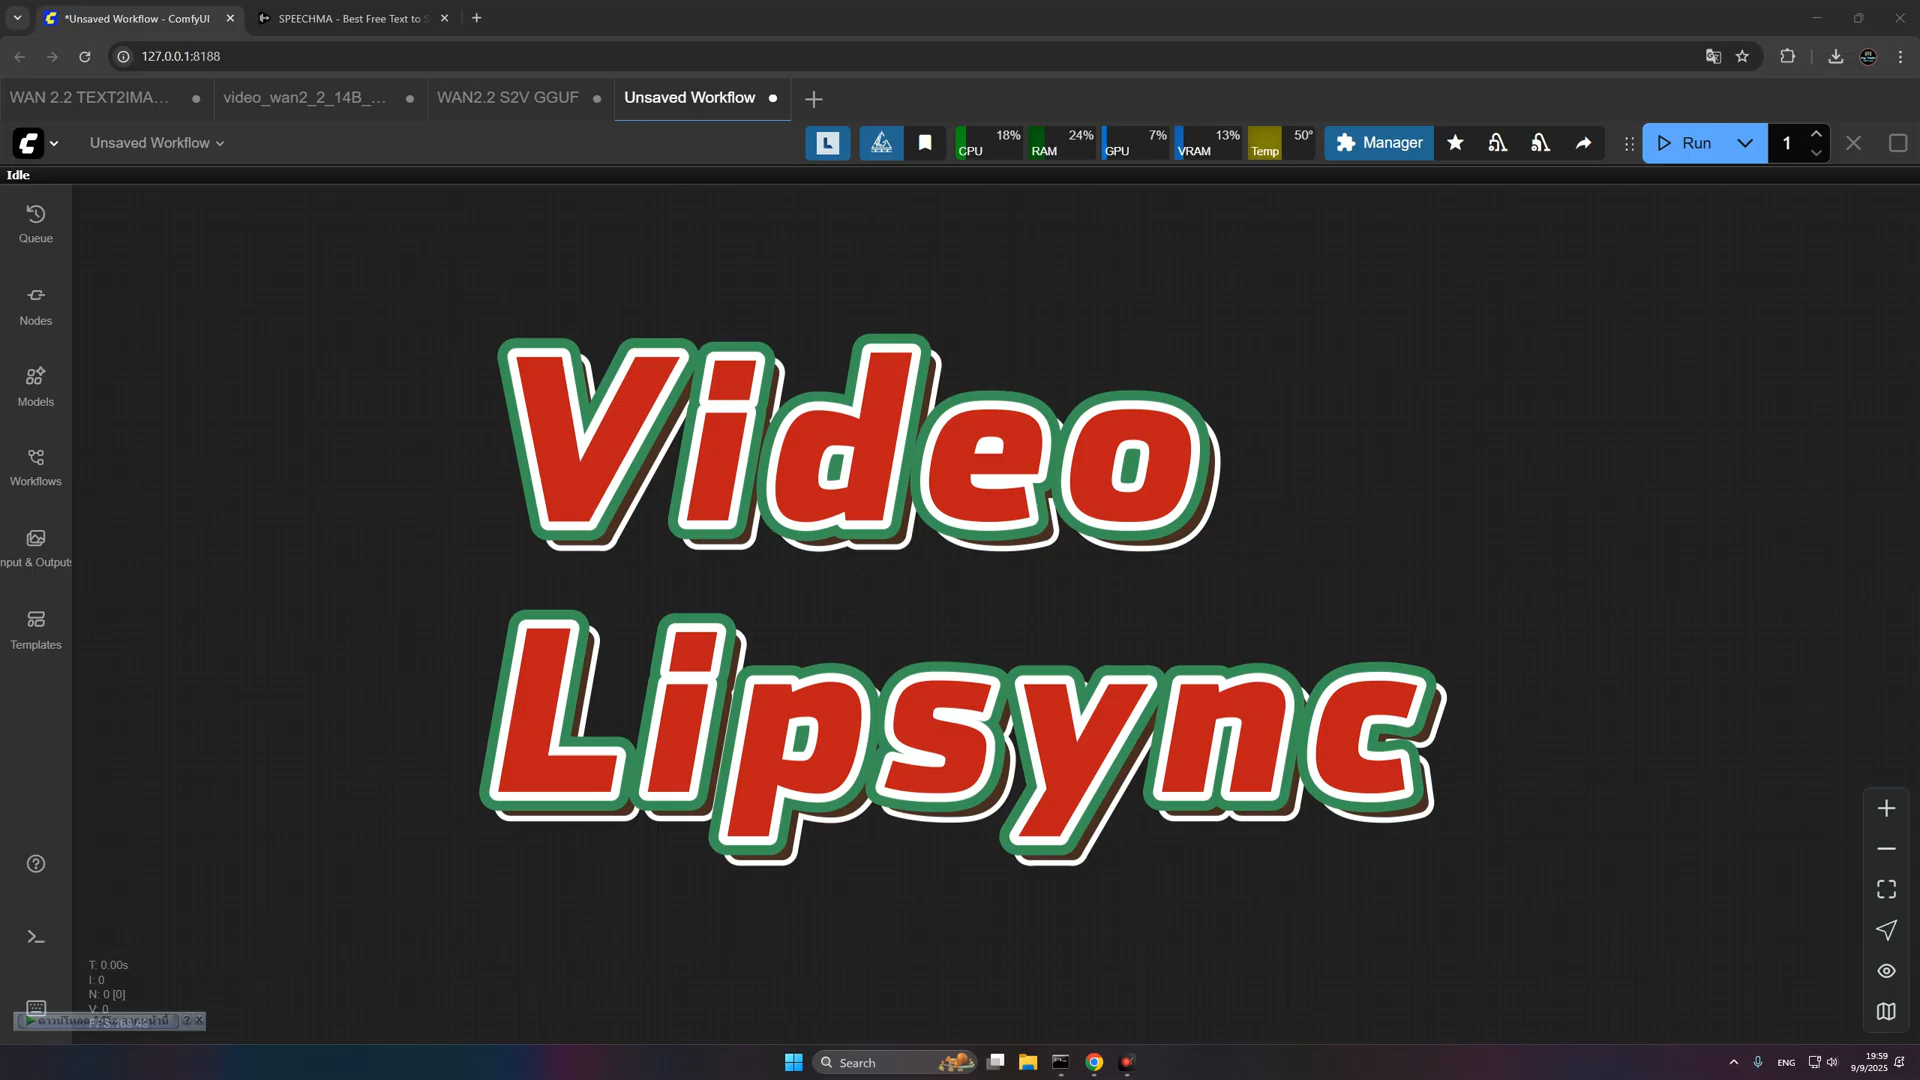 *Unsaved Workflow - ComfyUI
SPEECHMA - Best Free Text to S
127.0.0.1:8188
WAN 2.2 TEXT2IMA...
video_wan2_2_14B_...
WAN2.2 S2V GGUF
Unsaved Workflow
Unsaved Workflow
L
18%
CPU
24%
RAM
7%
GPU
13%
VRAM
50°
Temp
Manager
Run
1
Idle
Queue
Nodes
Models
Workflows
nput & Output
Templates
Video
Lipsync
T: 0.00s
I: 0
N: 0 [0]
V: 0
Search
ENG
19:59
9/9/2025